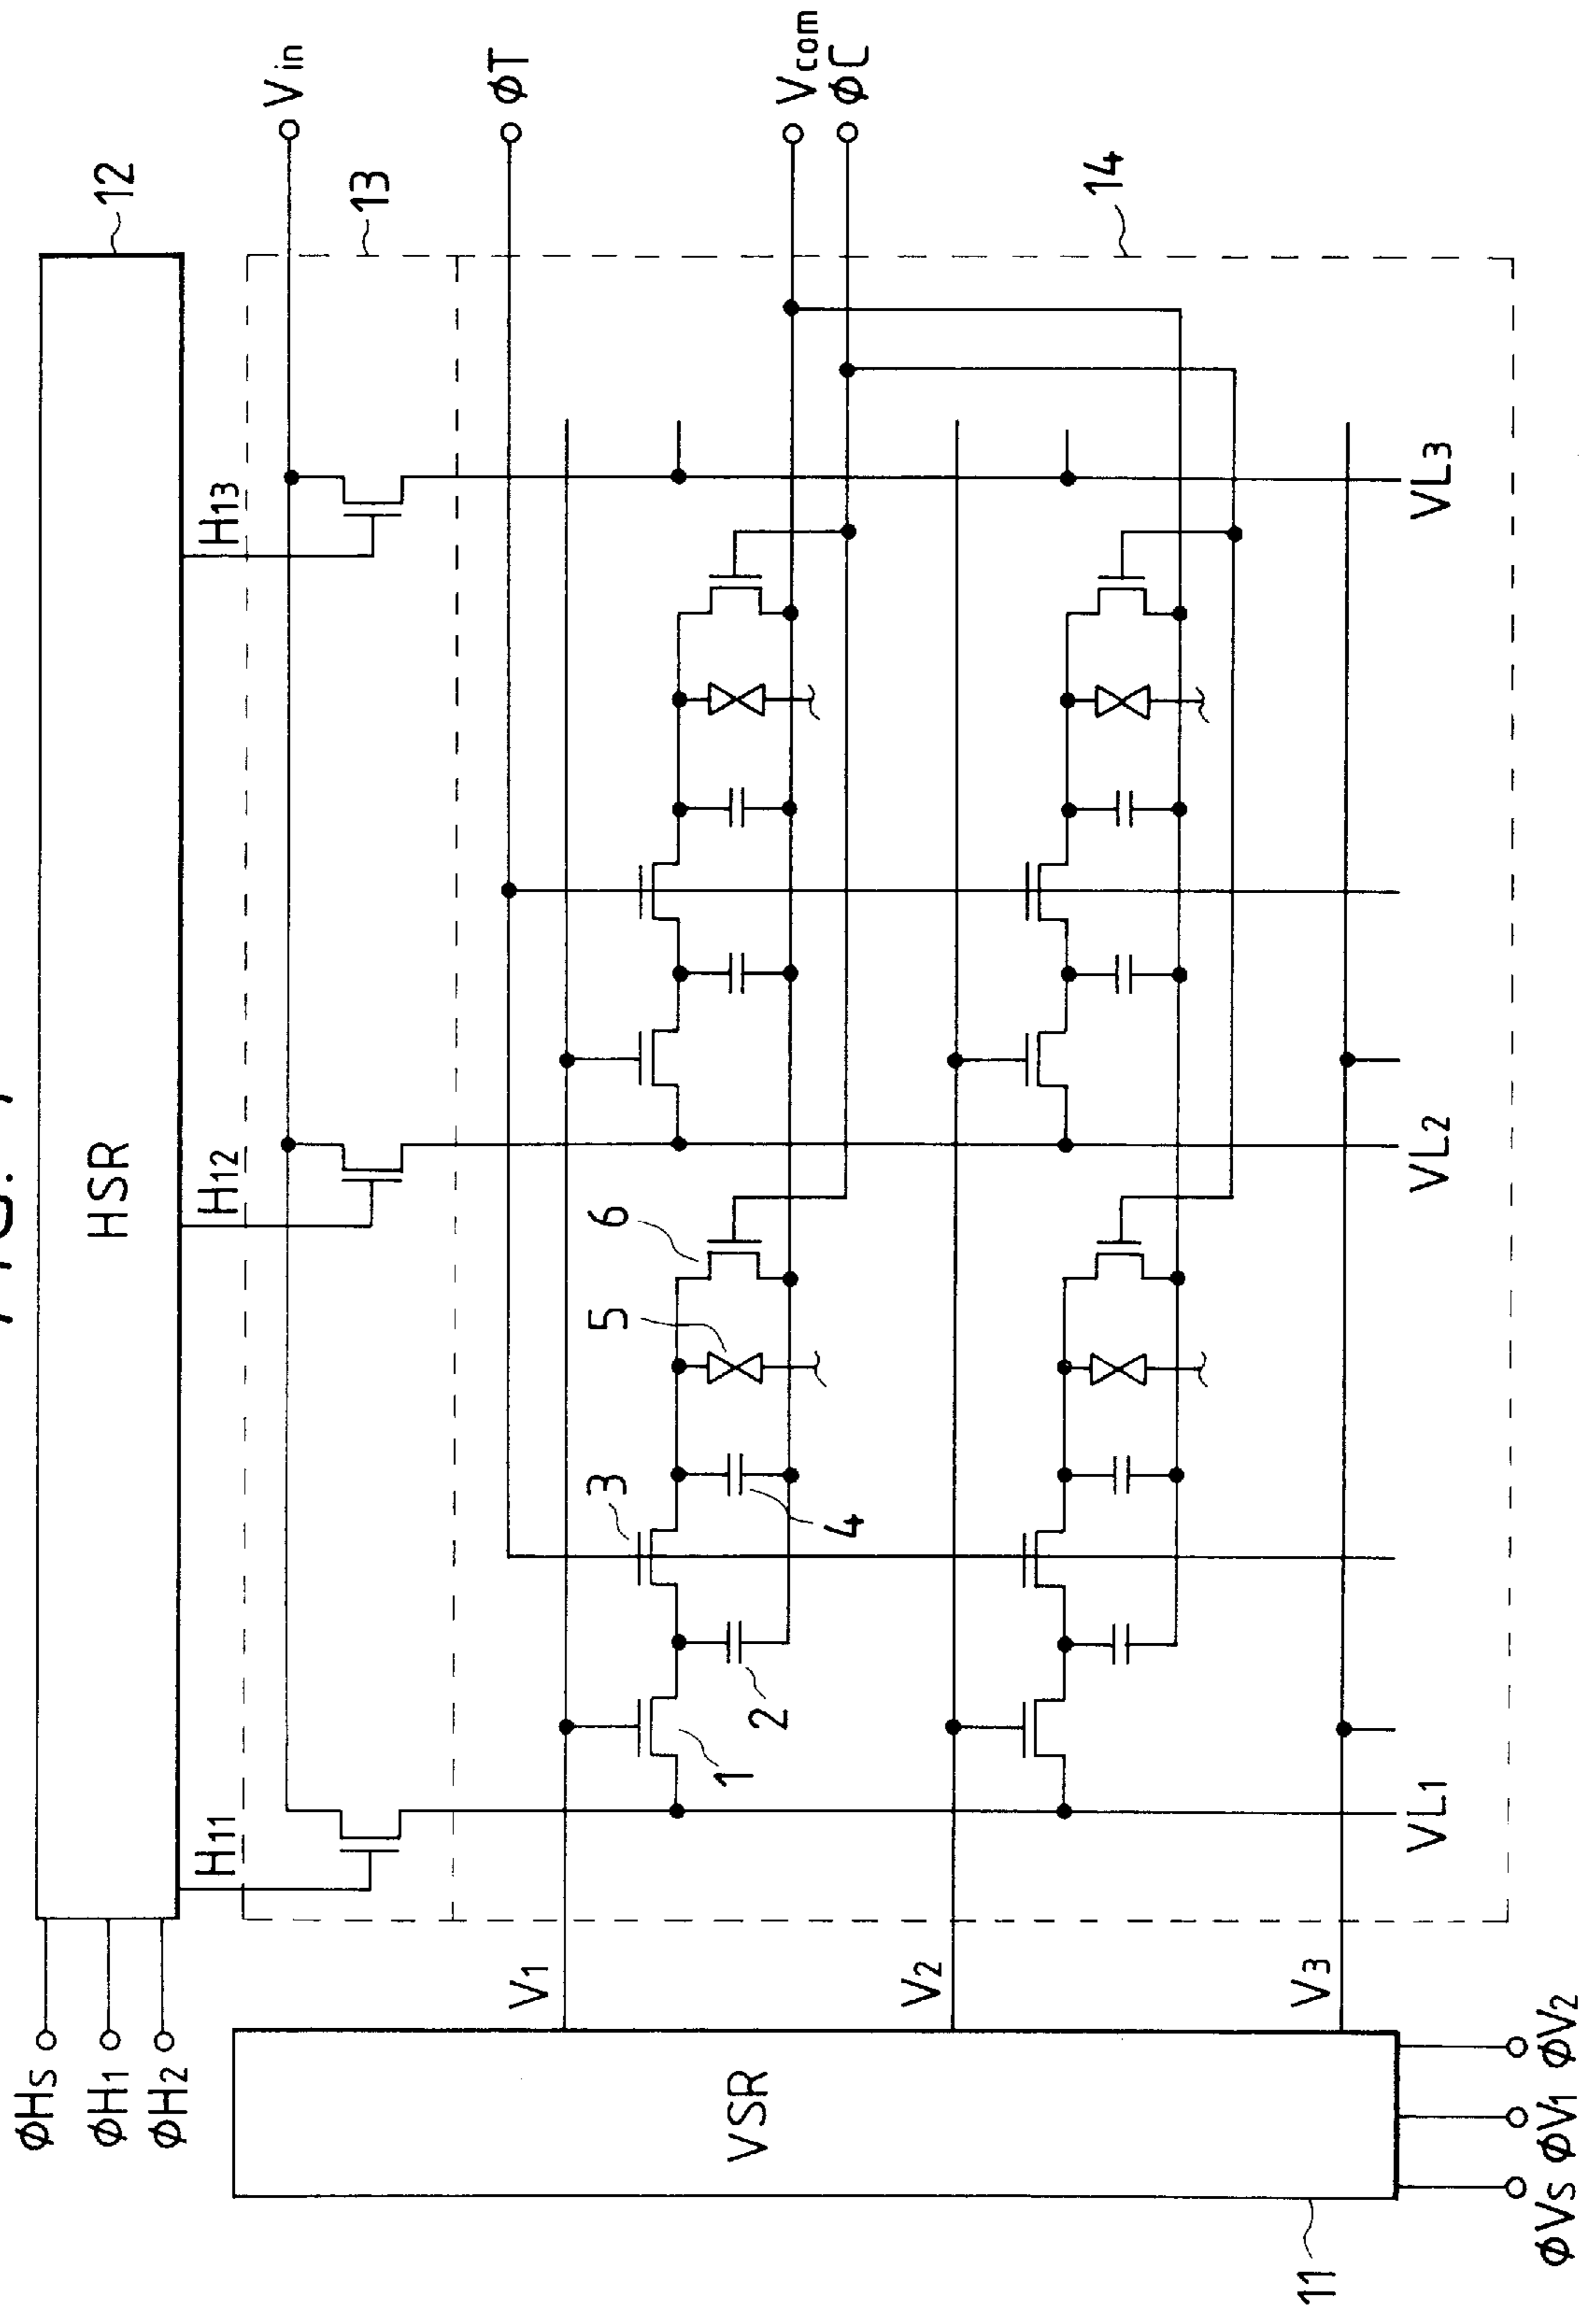 12
HSR
ϕHS
ϕH1
ϕH2
H11
H12
H13
13
Vin
ϕT
Vcom
ϕC
14
V1
V2
V3
1
2
3
4
5
6
VL1
VL2
VL3
VSR
11
ϕVS ϕV1 ϕV2